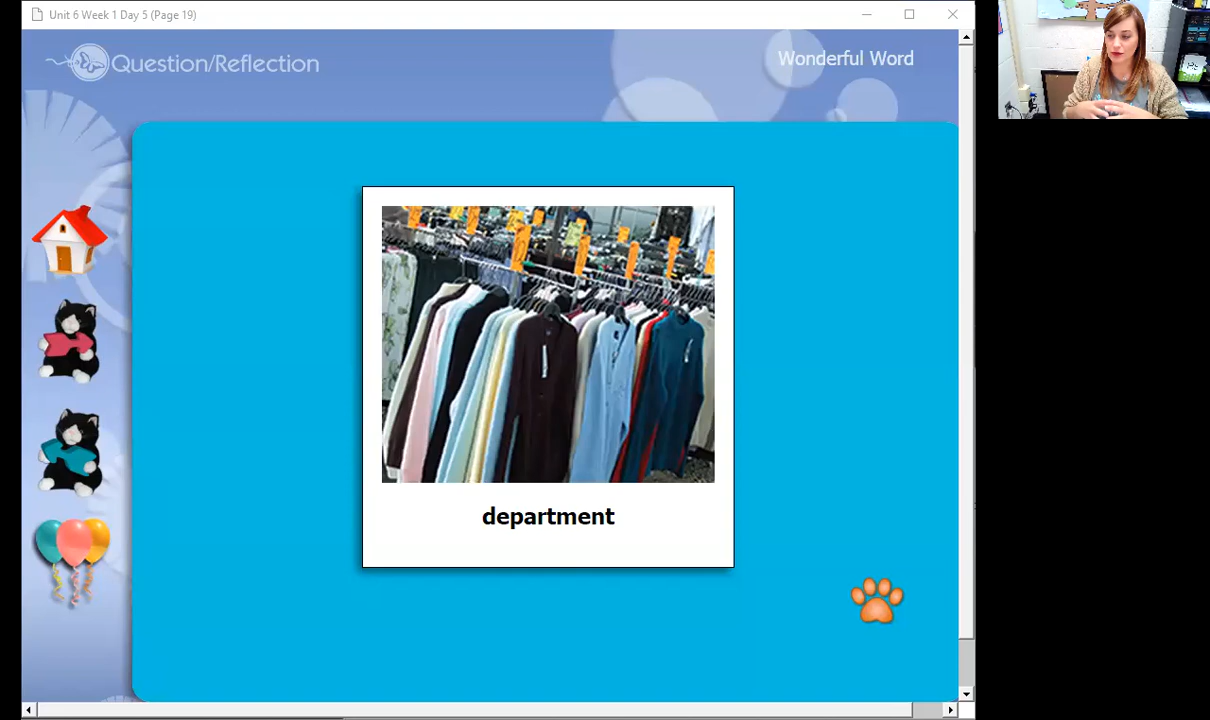 Unit 6 Week 1 Day 5 (Page 19)
Question/Reflection
Wonderful Word
department